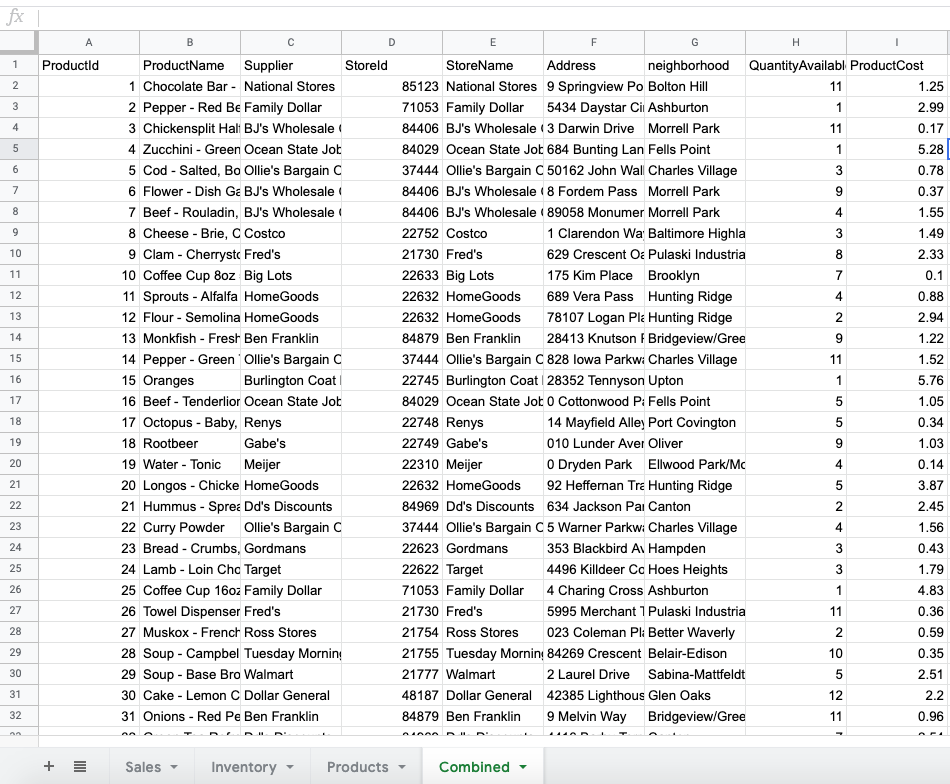 fx
A B C D E F G H I
1 ProductId ProductName Supplier StoreId StoreName Address neighborhood QuantityAvailabl ProductCost
2 1 Chocolate Bar - National Stores 85123 National Stores 9 Springview Po Bolton Hill 11 1.25
3 2 Pepper - Red Be Family Dollar 71053 Family Dollar 5434 Daystar Ci Ashburton 1 2.99
4 3 Chickensplit Hal BJ's Wholesale 84406 BJ's Wholesale 3 Darwin Drive Morrell Park 11 0.17
5 4 Zucchini - Green Ocean State Job 84029 Ocean State Job 684 Bunting Lan Fells Point 1 5.28
6 5 Cod - Salted, Bo Ollie's Bargain O 37444 Ollie's Bargain O 50162 John Wal Charles Village 3 0.78
7 6 Flower - Dish Ga BJ's Wholesale 84406 BJ's Wholesale 8 Fordem Pass Morrell Park 9 0.37
8 7 Beef - Rouladin, BJ's Wholesale 84406 BJ's Wholesale 89058 Monumen Morrell Park 4 1.55
9 8 Cheese - Brie, C Costco 22752 Costco 1 Clarendon Way Baltimore Highla 3 1.49
10 9 Clam - Cherrysto Fred's 21730 Fred's 629 Crescent Oa Pulaski Industria 8 2.33
11 10 Coffee Cup 8oz Big Lots 22633 Big Lots 175 Kim Place Brooklyn 7 0.1
12 11 Sprouts - Alfalfa HomeGoods 22632 HomeGoods 689 Vera Pass Hunting Ridge 4 0.88
13 12 Flour - Semolina HomeGoods 22632 HomeGoods 78107 Logan Pla Hunting Ridge 2 2.94
14 13 Monkfish - Fresh Ben Franklin 84879 Ben Franklin 28413 Knutson Bridgeview/Gree 9 1.22
15 14 Pepper - Green Ollie's Bargain O 37444 Ollie's Bargain O 828 Iowa Parkwa Charles Village 11 1.52
16 15 Oranges Burlington Coat 22745 Burlington Coat 28352 Tennyson Upton 1 5.76
17 16 Beef - Tenderloin Ocean State Job 84029 Ocean State Job 0 Cottonwood Pa Fells Point 5 1.05
18 17 Octopus - Baby, Renys 22748 Renys 14 Mayfield Alley Port Covington 5 0.34
19 18 Rootbeer Gabe's 22749 Gabe's 010 Lunder Aven Oliver 9 1.03
20 19 Water - Tonic Meijer 22310 Meijer 0 Dryden Park Ellwood Park/Mo 4 0.14
21 20 Longos - Chicke HomeGoods 22632 HomeGoods 92 Heffernan Tra Hunting Ridge 5 3.87
22 21 Hummus - Sprea Dd's Discounts 84969 Dd's Discounts 634 Jackson Par Canton 2 2.45
23 22 Curry Powder Ollie's Bargain O 37444 Ollie's Bargain O 5 Warner Parkwa Charles Village 4 1.56
24 23 Bread - Crumbs, Gordmans 22623 Gordmans 353 Blackbird Av Hampden 3 0.43
25 24 Lamb - Loin Cho Target 22622 Target 4496 Killdeer Co Hoes Heights 3 1.79
26 25 Coffee Cup 16oz Family Dollar 71053 Family Dollar 4 Charing Cross Ashburton 1 4.83
27 26 Towel Dispenser Fred's 21730 Fred's 5995 Merchant T Pulaski Industria 11 0.36
28 27 Muskox - French Ross Stores 21754 Ross Stores 023 Coleman Pla Better Waverly 2 0.59
29 28 Soup - Campbel Tuesday Morning 21755 Tuesday Morning 84269 Crescent Belair-Edison 10 0.35
30 29 Soup - Base Bro Walmart 21777 Walmart 2 Laurel Drive Sabina-Mattfeldt 5 2.51
31 30 Cake - Lemon C Dollar General 48187 Dollar General 42385 Lighthous Glen Oaks 12 2.2
32 31 Onions - Red Pe Ben Franklin 84879 Ben Franklin 9 Melvin Way Bridgeview/Gree 11 0.96
Sales Inventory Products Combined